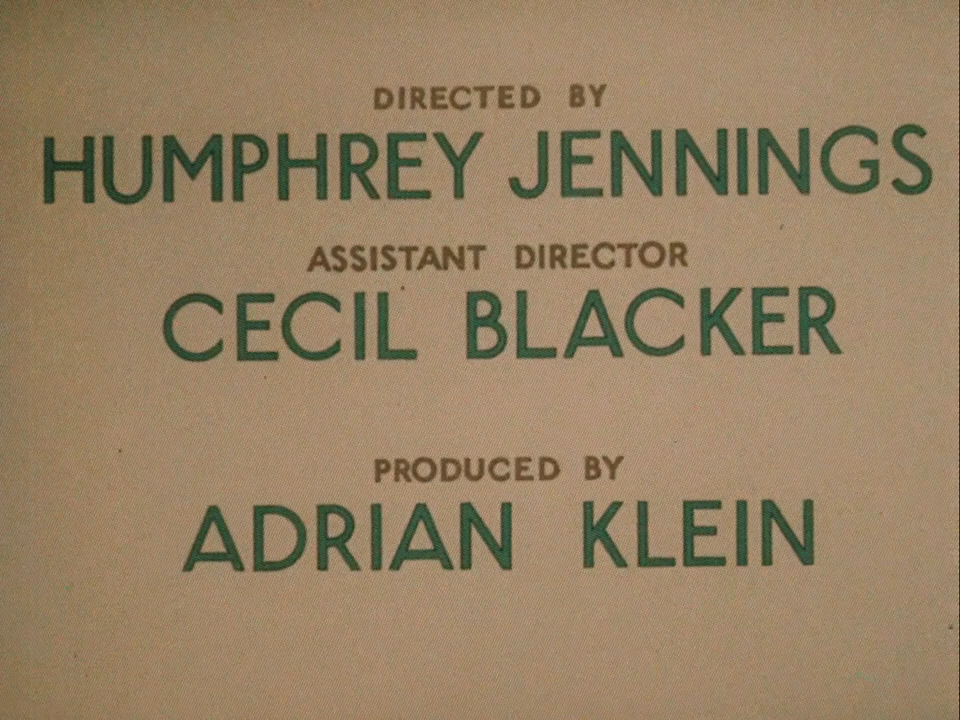 DIRECTED BY
HUMPHREY JENNINGS
ASSISTANT DIRECTOR
CECIL BLACKER
PRODUCED BY
ADRIAN KLEIN